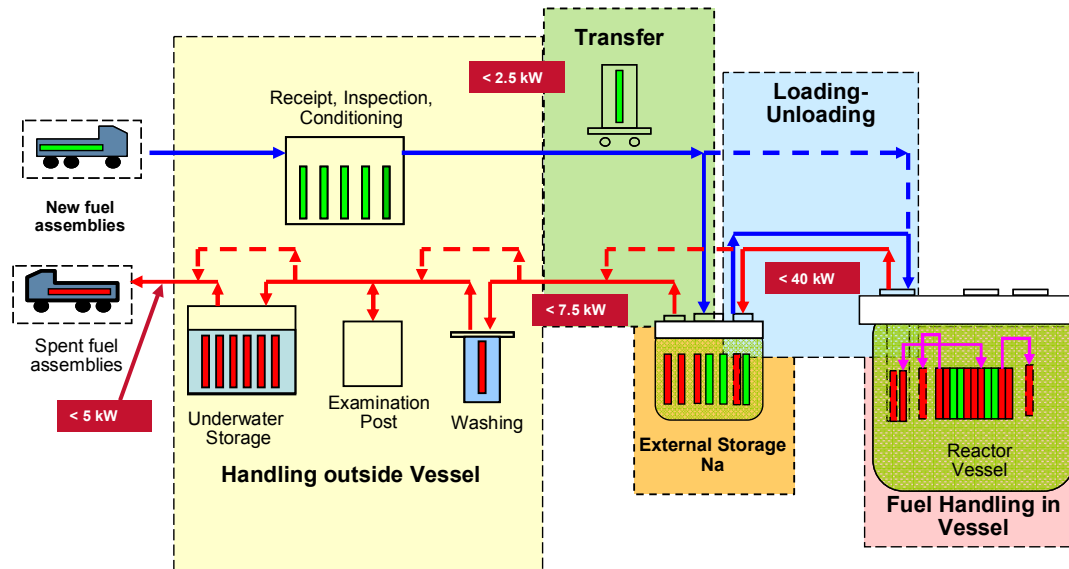 Transfer
< 2.5 kW
Loading-
Unloading
Receipt, Inspection,
Conditioning
New fuel
assemblies
< 40 kW
< 7.5 kW
Spent fuel
assemblies
< 5 kW
Underwater
Storage
Examination
Post
Washing
Handling outside Vessel
External Storage
Na
Reactor
Vessel
Fuel Handling in
Vessel